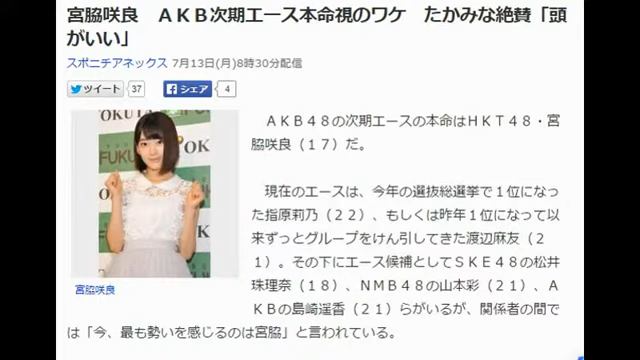 宮脇咲良　ＡＫＢ次期エース本命視のワケ　たかみな絶賛「頭
がいい」
スポニチアネックス 7月13日(月)8時30分配信
ツイート 37 シェア 4
ＡＫＢ４８の次期エースの本命はＨＫＴ４８・宮
脇咲良（１７）だ。
現在のエースは、今年の選抜総選挙で１位になっ
た指原莉乃（２２）、もしくは昨年１位になって以
来ずっとグループをけん引してきた渡辺麻友（２
１）。その下にエース候補としてＳＫＥ４８の松井
珠理奈（１８）、ＮＭＢ４８の山本彩（２１）、Ａ
宮脇咲良
ＫＢの島崎遥香（２１）らがいるが、関係者の間で
は「今、最も勢いを感じるのは宮脇」と言われている。